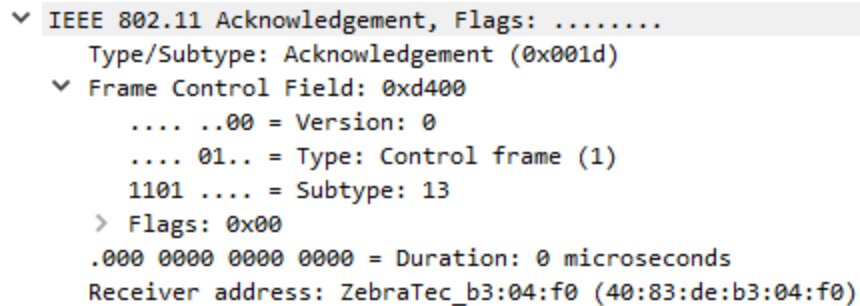 IEEE 802.11 Acknowledgement, Flags: ........
Type/Subtype: Acknowledgement (0x001d)
Frame Control Field: 0xd400
.... ..00 = Version: 0
.... 01.. = Type: Control frame (1)
1101 .... = Subtype: 13
Flags: 0x00
.000 0000 0000 0000 = Duration: 0 microseconds
Receiver address: ZebraTec_b3:04:f0 (40:83:de:b3:04:f0)